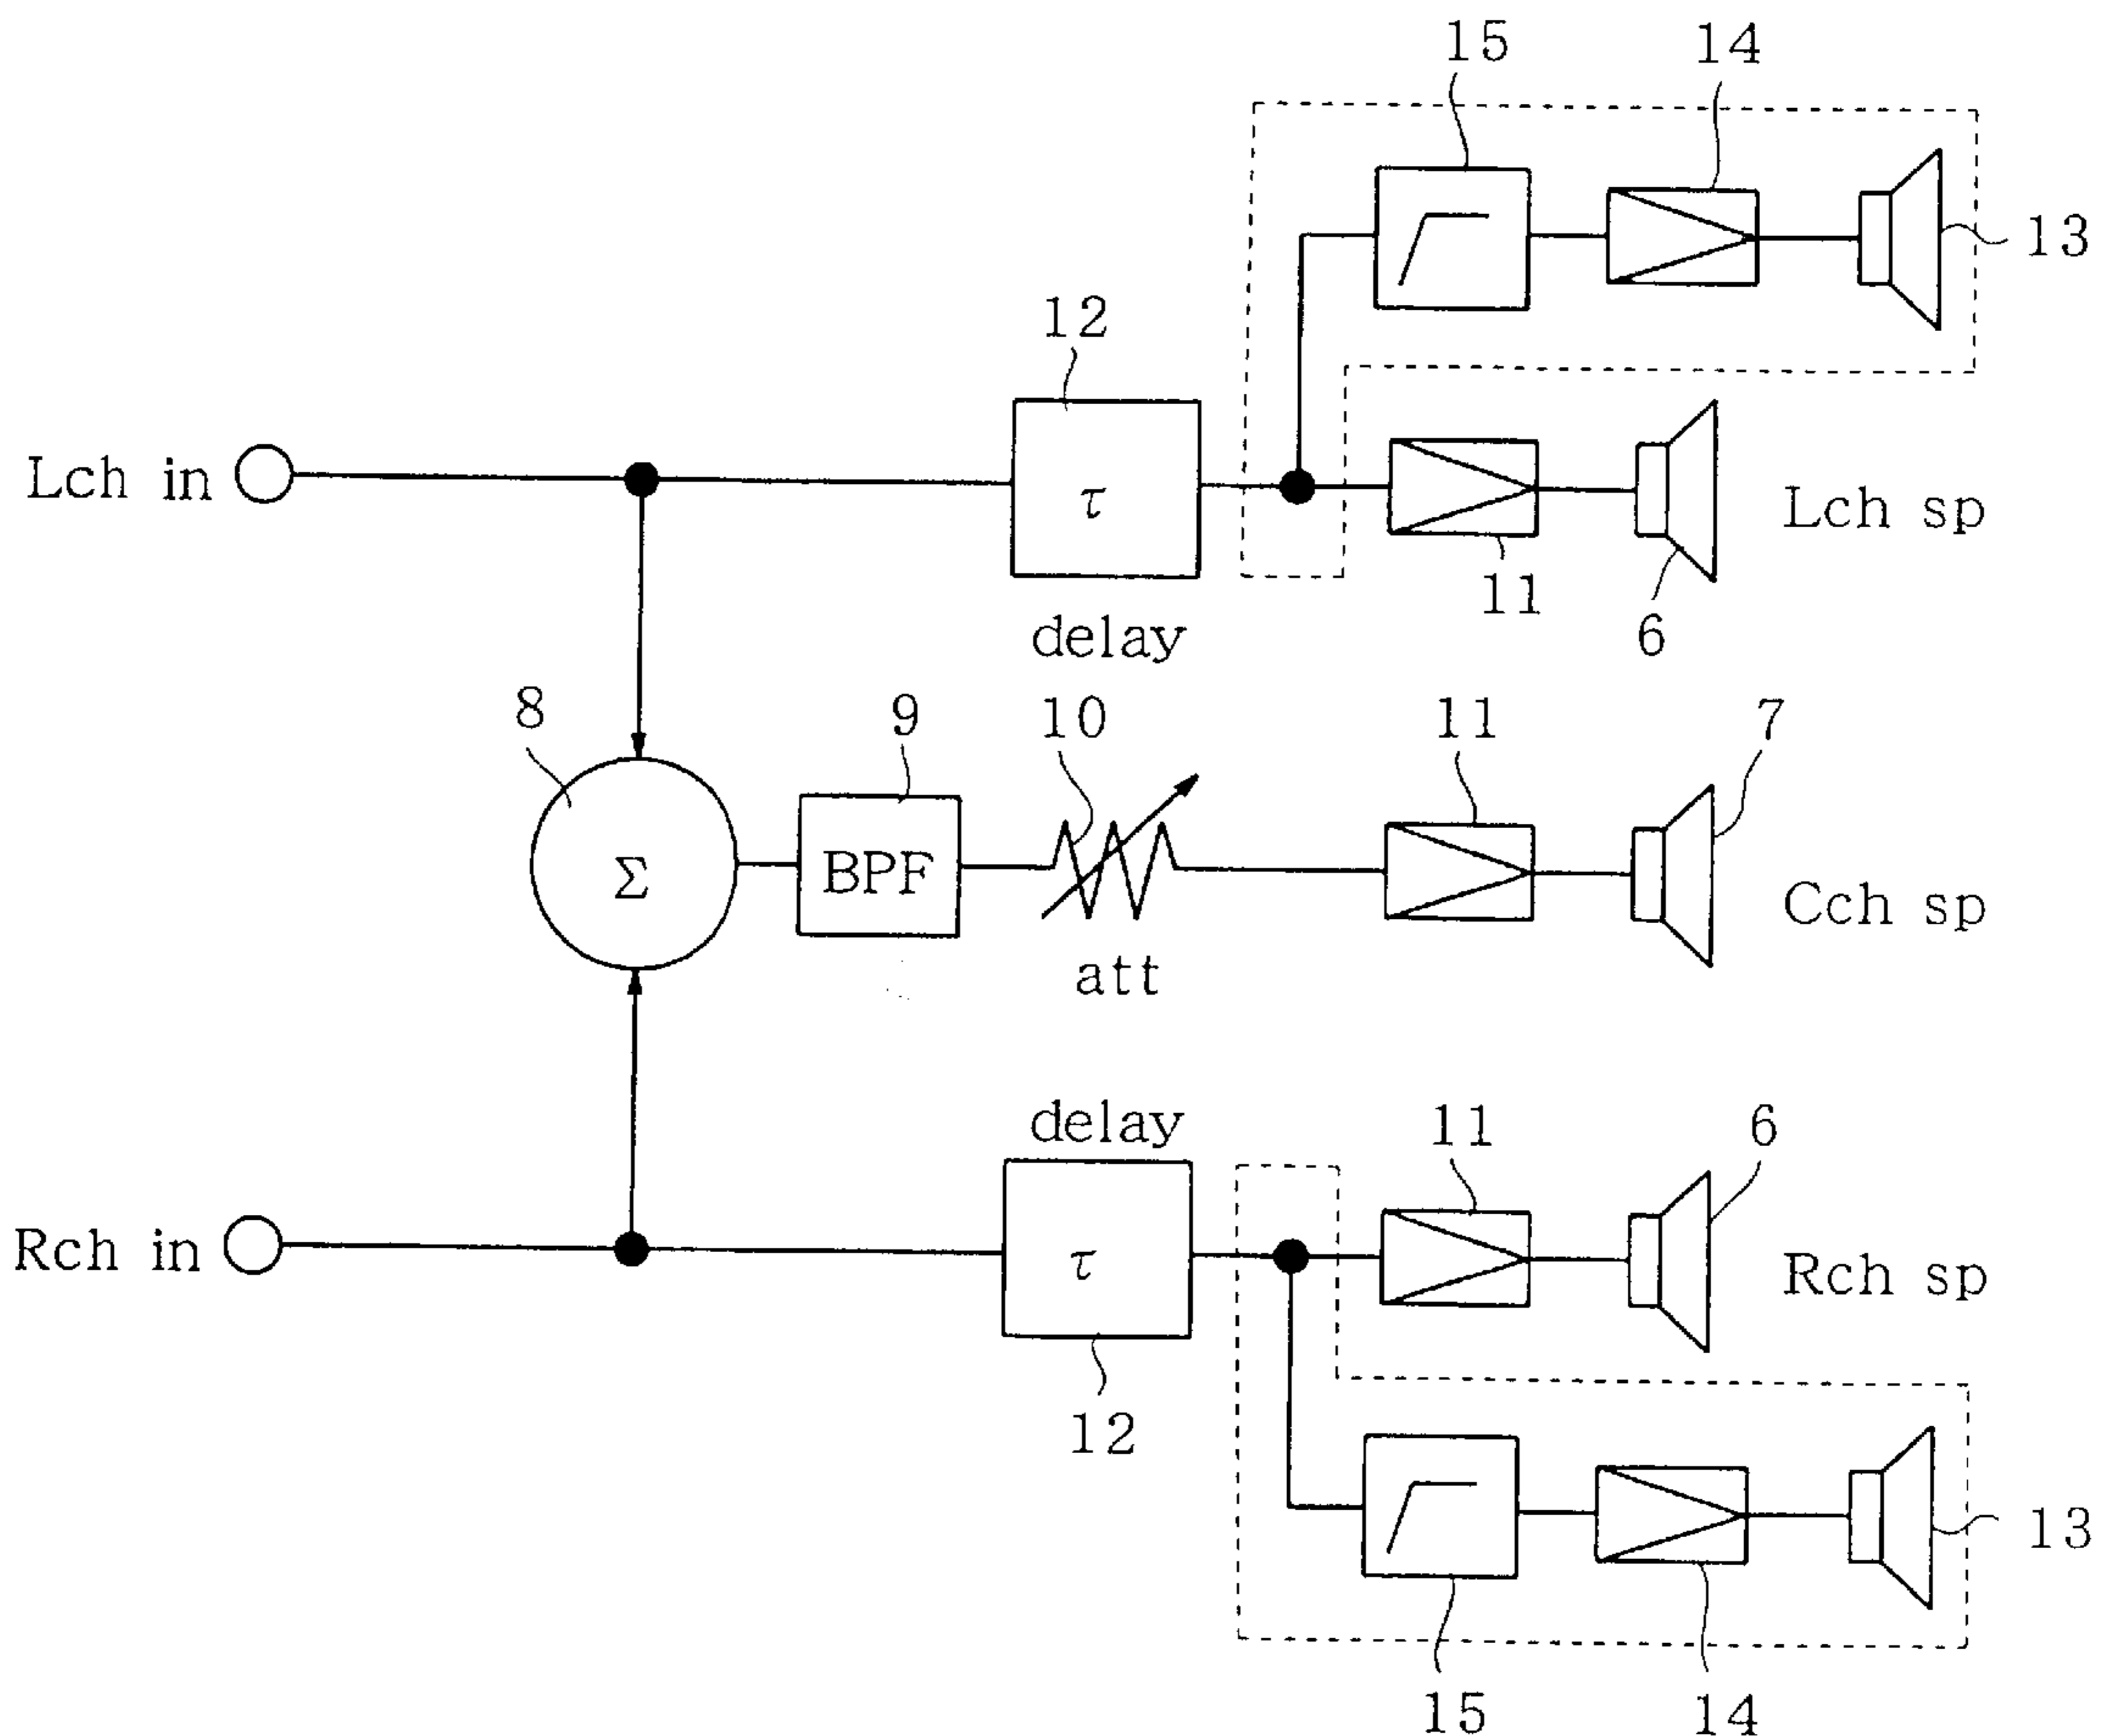 15 14
13
12
Lch in
τ
Lch sp
11
6
delay
8 9 10 11 7
Σ
BPF
Cch sp
att
delay
11 6
Rch in
τ
Rch sp
12
13
15 14